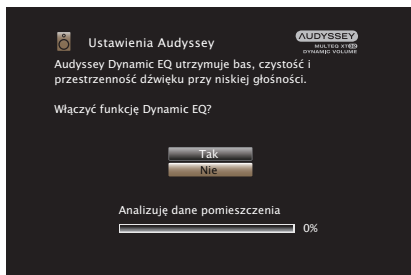 Ustawienia Audyssey
AUDYSSEY
MULTEQ XT32
DYNAMIC VOLUME
Audyssey Dynamic EQ utrzymuje bas, czystość i
przestrzenność dźwięku przy niskiej głośności.
Włączyć funkcję Dynamic EQ?
Tak
Nie
Analizuję dane pomieszczenia
0%